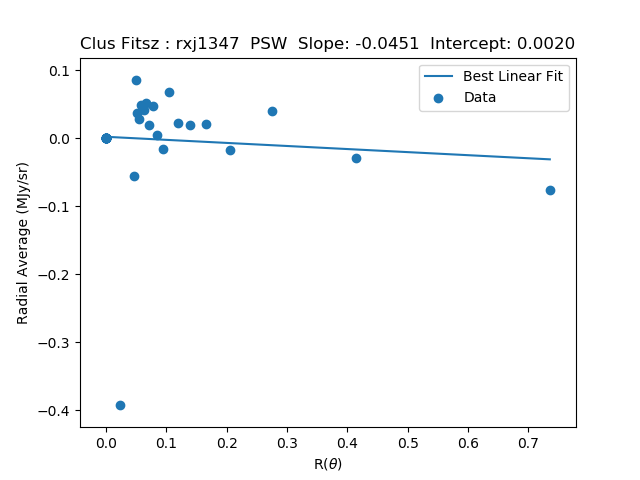 Clus Fitsz : rxj1347  PSW  Slope: -0.0451  Intercept: 0.0020
Best Linear Fit
Data
0.1
0.0
−0.1
−0.2
−0.3
−0.4
Radial Average (MJy/sr)
0.0 0.1 0.2 0.3 0.4 0.5 0.6 0.7
R(θ)